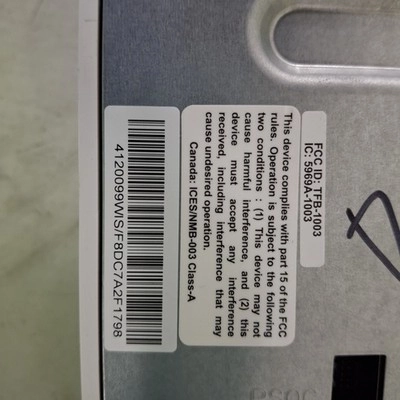 FCC ID: TFB-1003
IC: 5969A-1003
This device complies with part 15 of the FCC
rules. Operation is subject to the following
two conditions : (1) This device may not
cause harmful interference, and (2) this
device must accept any interference
received, including interference that may
cause undesired operation.
Canada: ICES/NMB-003 Class-A
4120099WIS/F8DC7A2F1798